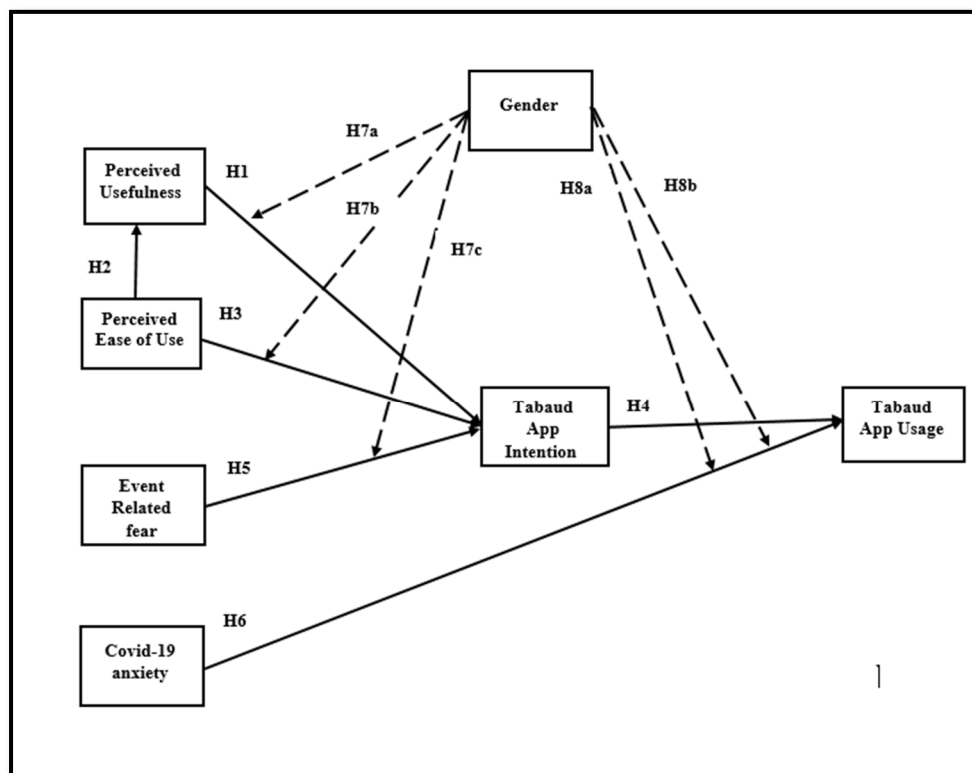 Gender
H7a
Perceived
Usefulness
H1
H8a
H8b
H7b
H7c
H2
Perceived
Ease of Use
H3
Tabaud
App
Intention
H4
Tabaud
App Usage
Event
Related
fear
H5
H6
Covid-19
anxiety